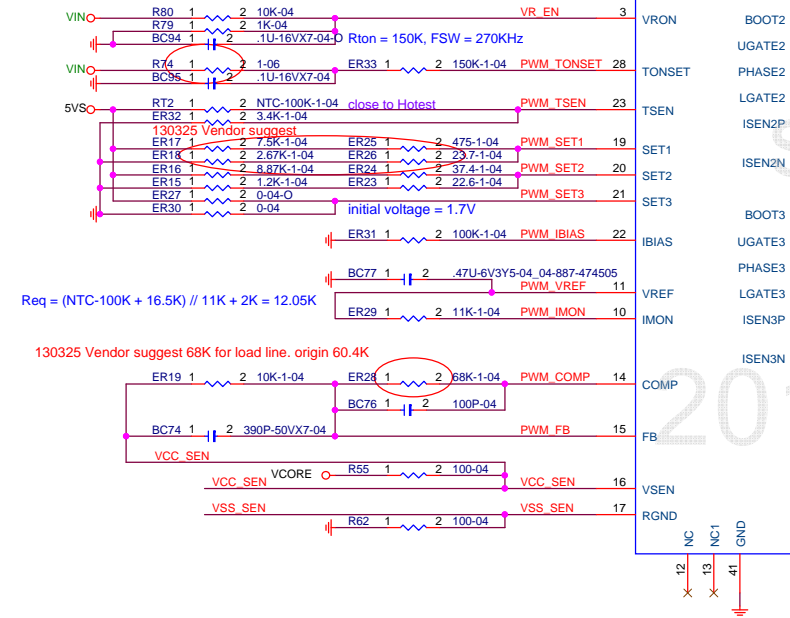 R80 1 2 10K-04 VR_EN 3 VRON BOOT2
VIN
R79 1 2 1K-04
BC94 1 2 .1U-16VX7-04-O Rton = 150K, FSW = 270KHz UGATE2
VIN R74 1 2 1-06 ER33 1 2 150K-1-04 PWM_TONSET 28 TONSET PHASE2
BC95 1 2 .1U-16VX7-04
LGATE2
5VS RT2 1 2 NTC-100K-1-04 close to Hotest PWM_TSEN 23 TSEN
ER32 1 2 3.4K-1-04 ISEN2P
130325 Vendor suggest
ER17 1 2 7.5K-1-04 ER25 1 2 475-1-04 PWM_SET1 19 SET1
ER18 1 2 2.67K-1-04 ER26 1 2 23.7-1-04 ISEN2N
ER16 1 2 8.87K-1-04 ER24 1 2 37.4-1-04 PWM_SET2 20 SET2
ER15 1 2 1.2K-1-04 ER23 1 2 22.6-1-04
ER27 1 2 0-04-O PWM_SET3 21 SET3
ER30 1 2 0-04 initial voltage = 1.7V BOOT3
ER31 1 2 100K-1-04 PWM_IBIAS 22 IBIAS UGATE3
BC77 1 2 .47U-6V3Y5-04_04-887-474505 PHASE3
PWM_VREF 11 VREF LGATE3
Req = (NTC-100K + 16.5K) // 11K + 2K = 12.05K
ER29 1 2 11K-1-04 PWM_IMON 10 IMON ISEN3P
130325 Vendor suggest 68K for load line. origin 60.4K ISEN3N
ER19 1 2 10K-1-04 ER28 1 2 68K-1-04 PWM_COMP 14 COMP
BC76 1 2 100P-04
BC74 1 2 390P-50VX7-04 PWM_FB 15 FB
VCC_SEN
VCORE R55 1 2 100-04
VCC_SEN VCC_SEN 16 VSEN
VSS_SEN VSS_SEN 17 RGND
R62 1 2 100-04
NC NC1 GND
12 13 41
201